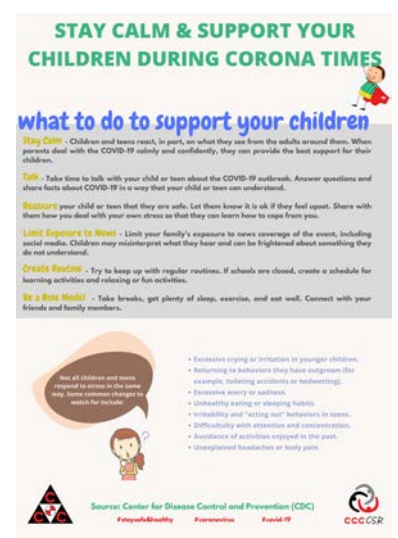 STAY CALM & SUPPORT YOUR
CHILDREN DURING CORONA TIMES
what to do to support your children
Stay Calm - Children and teens react, in part, on what they see from the adults around them. When
parents deal with the COVID-19 calmly and confidently, they can provide the best support for their
children.
Talk - Take time to talk with your child or teen about the COVID-19 outbreak. Answer questions and
share facts about COVID-19 in a way that your child or teen can understand.
Reassure your child or teen that they are safe. Let them know it is ok if they feel upset. Share with
them how you deal with your own stress so that they can learn how to cope from you.
Limit Exposure to News - Limit your family's exposure to news coverage of the event, including
social media. Children may misinterpret what they hear and can be frightened about something they
do not understand.
Create Routine - Try to keep up with regular routines. If schools are closed, create a schedule for
learning activities and relaxing or fun activities.
Be a Role Model - Take breaks, get plenty of sleep, exercise, and eat well. Connect with your
friends and family members.
Not all children and teens
respond to stress in the same
way. Some common changes to
watch for include:
• Excessive crying or irritation in younger children.
• Returning to behaviors they have outgrown (for
example, toileting accidents or bedwetting).
• Excessive worry or sadness.
• Unhealthy eating or sleeping habits.
• Irritability and "acting out" behaviors in teens.
• Difficultuity with attention and concentration.
• Avoidance of activities enjoyed in the past.
• Unexplained headaches or body pain.
C C C
Source: Center for Disease Control and Prevention (CDC)
#staysafe&healthy #coronavirus #covid-19
CCCCSR